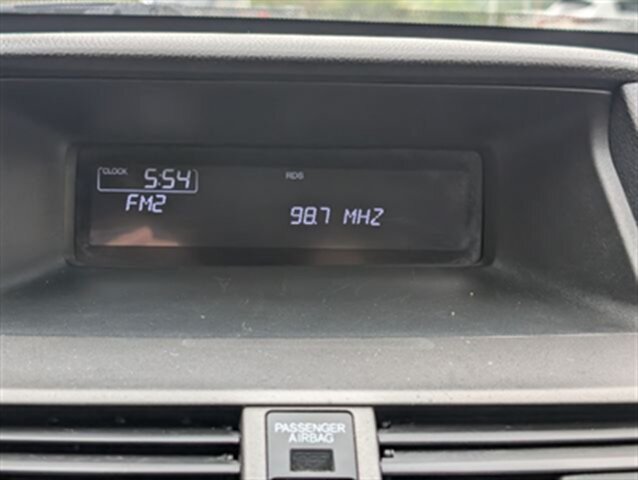 CLOCK 5:54 RDS
FM2 98.7 MHZ
PASSENGER
AIRBAG